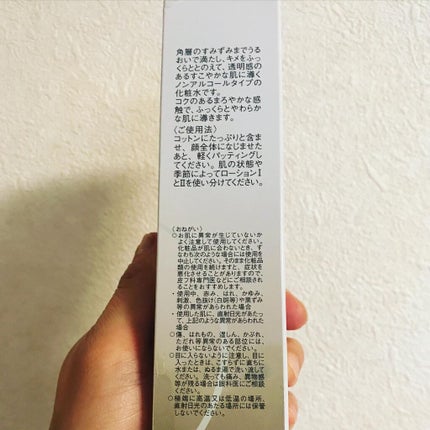 角層のすみずみまでうる
おいで満たし、キメをふ
っくらととのえて、透明感の
あるすこやかな肌に導く
ノンアルコールタイプの
化粧水です。
コクのあるまろやかな感
触で、ふっくらとやわらか
な肌に導きます。
〈ご使用法〉
コットンにたっぷりと含ま
せ、顔全体になじませた
あと、軽くパッティングし
てください。肌の状態や
季節によってローションⅠ
とⅡを使い分けてください。
〈おねがい〉
○お肌に異常が生じていないか
よく注意して使用してください。
化粧品が肌に合わないとき、す
なわち次のような場合には使用を
中止してください。そのまま化粧品
類の使用を続けますと、症状を
悪化させることがありますので、
皮フ科専門医などにご相談され
ることをおすすめします。
・使用中、赤み、はれ、かゆみ、
刺激、色抜け(白斑等)や黒ずみ
等の異常があらわれた場合
・使用した肌に、直射日光があたっ
て、上記のような異常があらわれた
場合
○傷、はれもの、湿しん、かぶれ、
ただれ等異常のある部位には、
お使いにならないでください。
○目に入らないように注意し、目に
入ったときは、こすらずに直ちに水
または、ぬるま湯で洗い流して
ください。洗っても痛み、異物感
等が残る場合は眼科医にご相談
ください。
○極端に高温又は低温の場所、
直射日光のあたる場所には保管
しないでください。